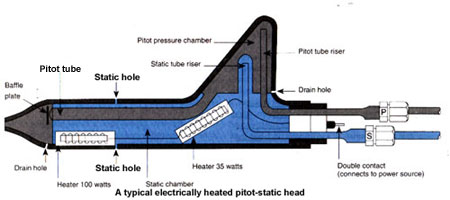 Pitot pressure chamber
Static tube riser
Pitot tube riser
Pitot tube
Static hole
Baffle
plate
Drain hole
P
S
Drain hole
Static hole
Heater 35 watts
Double contact
(connects to power source)
Heater 100 watts
Static chamber
A typical electrically heated pitot-static head